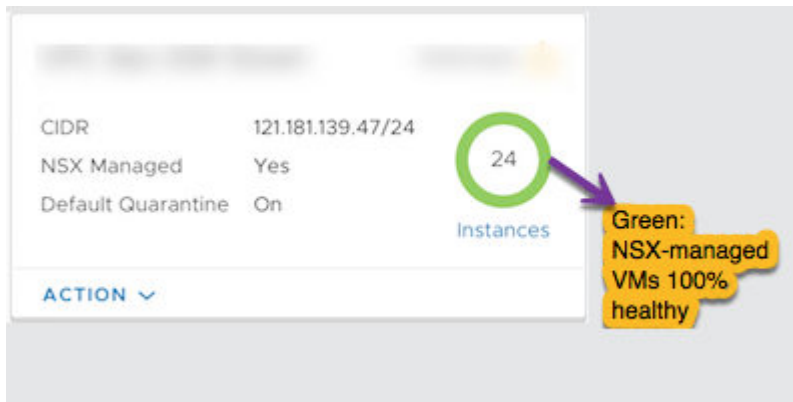 CIDR 121.181.139.47/24
NSX Managed Yes
Default Quarantine On
24
Instances
ACTION
Green:
NSX-managed
VMs 100%
healthy